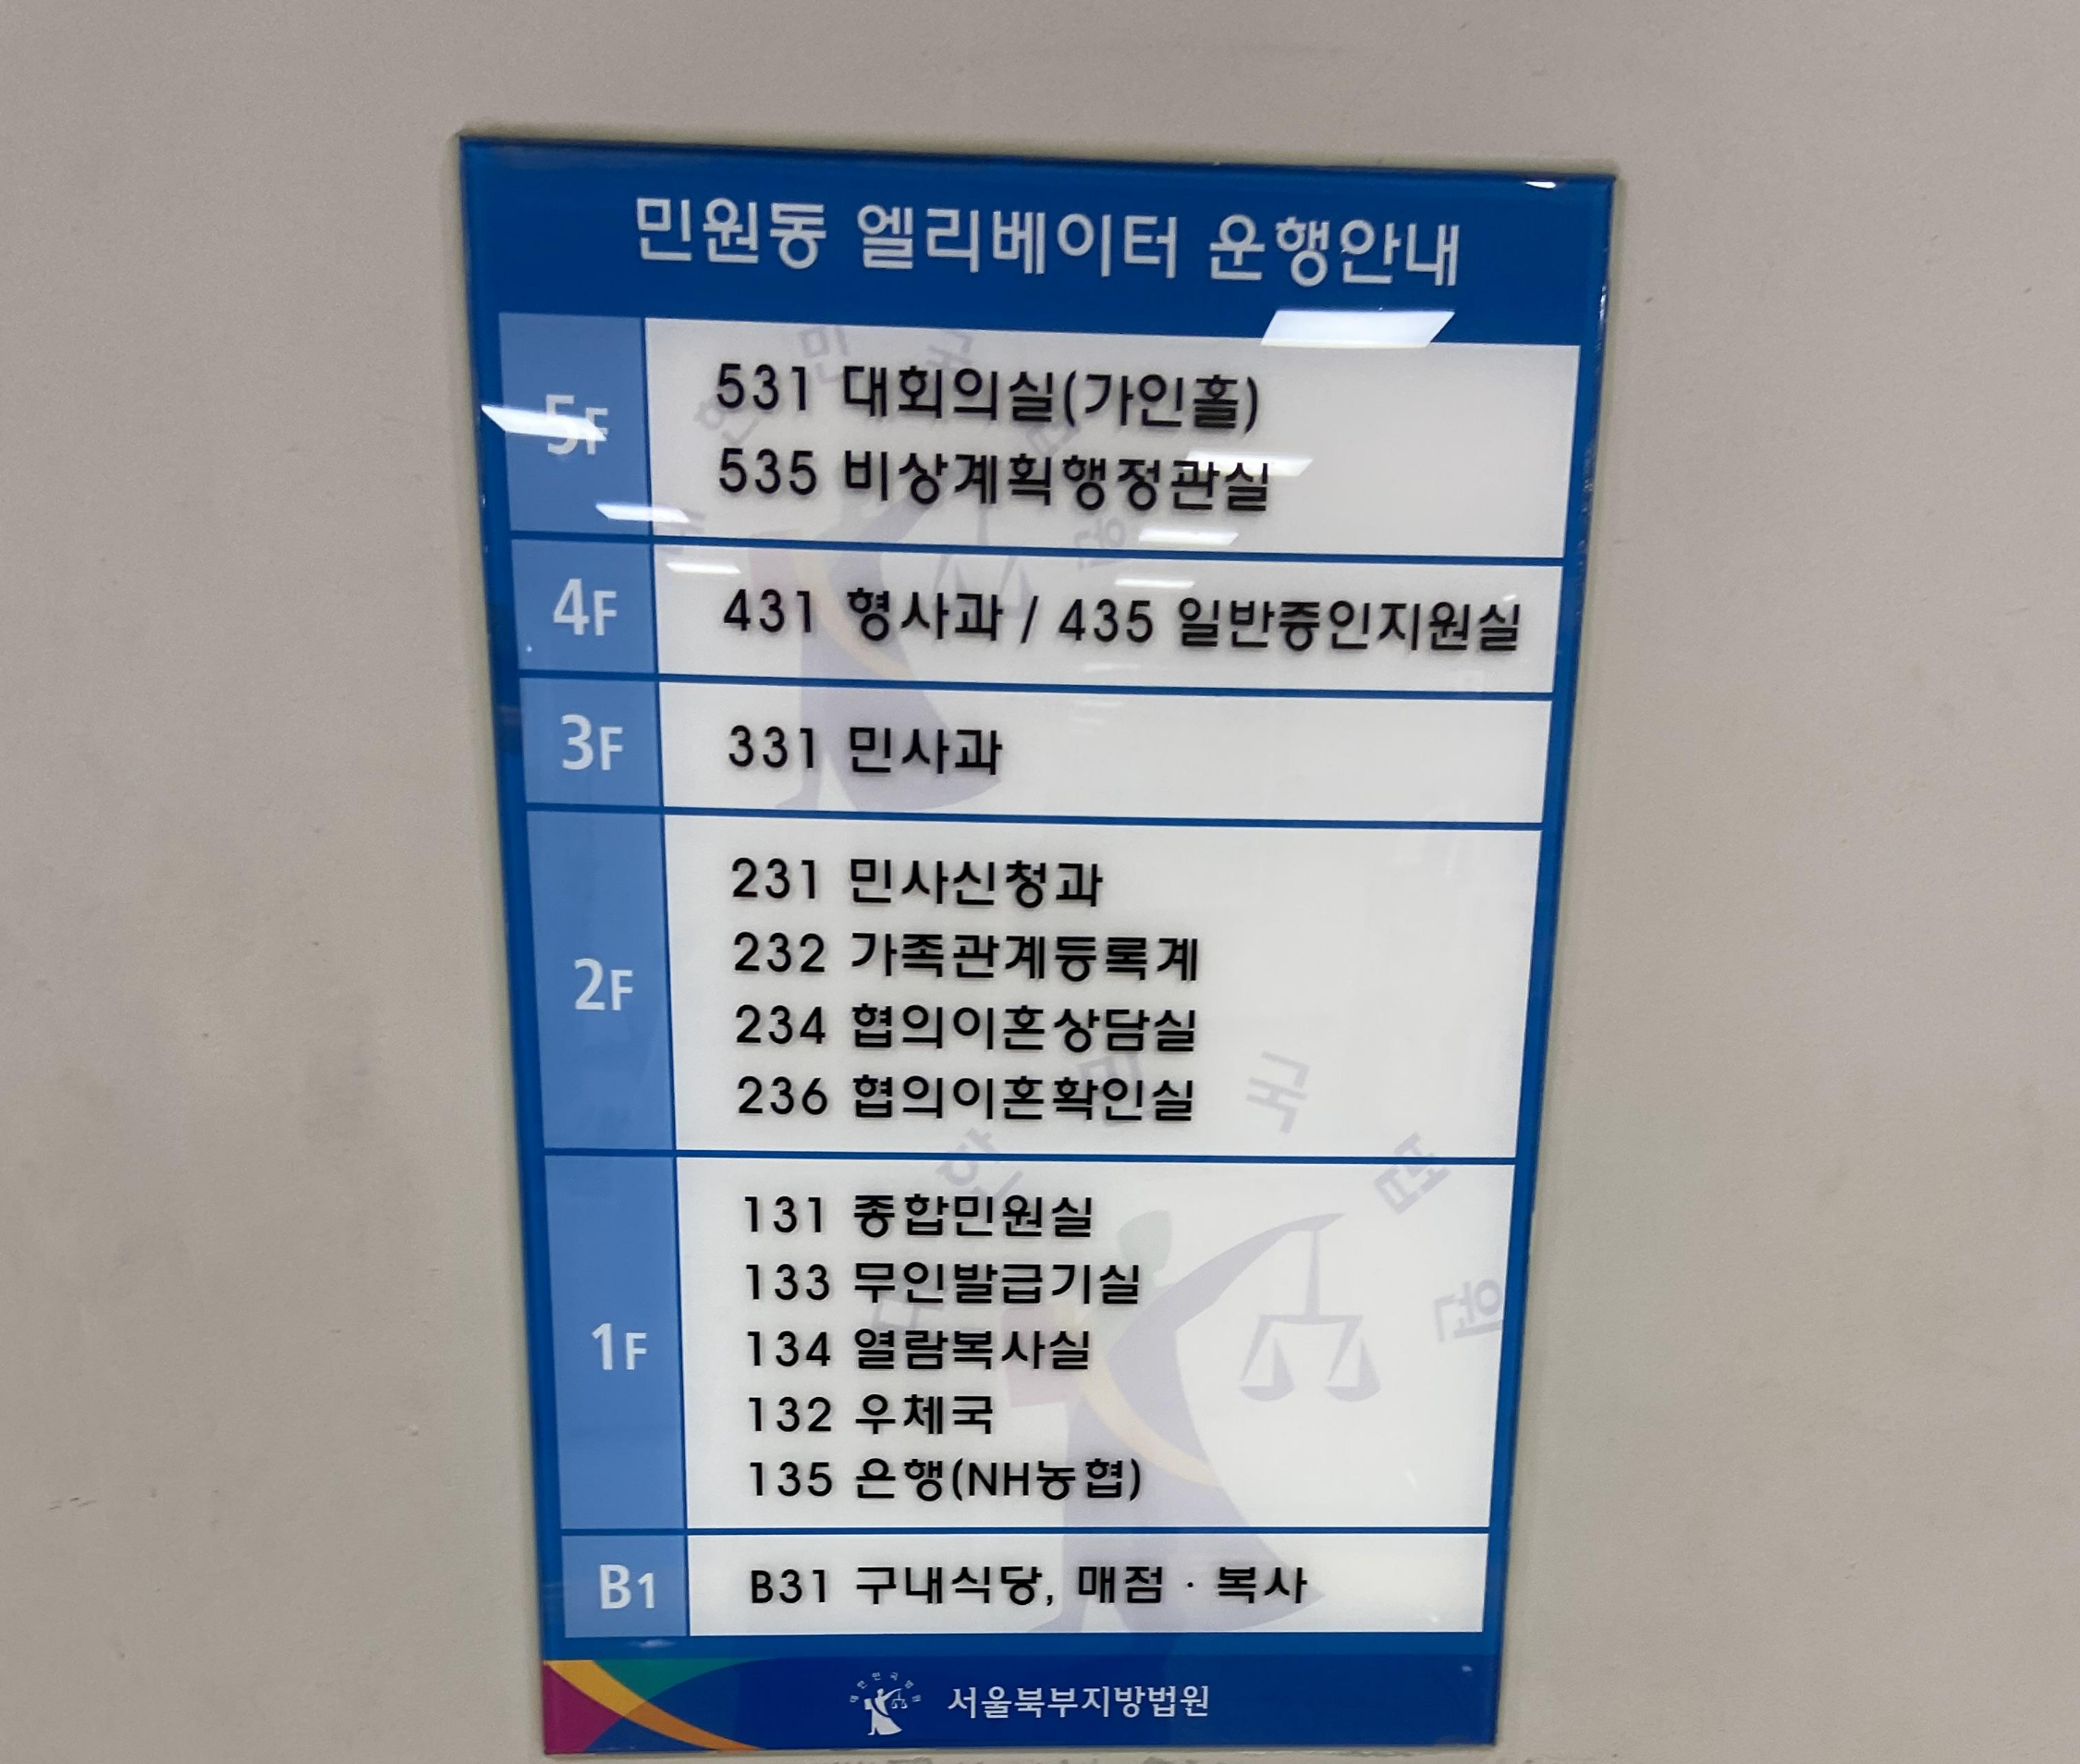 민원동 엘리베이터 운행안내
5F
531 대회의실(가인홀)
535 비상계획행정관실
4F
431 형사과 / 435 일반증인지원실
3F
331 민사과
2F
231 민사신청과
232 가족관계등록계
234 협의이혼상담실
236 협의이혼확인실
1F
131 종합민원실
133 무인발급기실
134 열람복사실
132 우체국
135 은행(NH농협)
B1
B31 구내식당, 매점 · 복사
서울북부지방법원